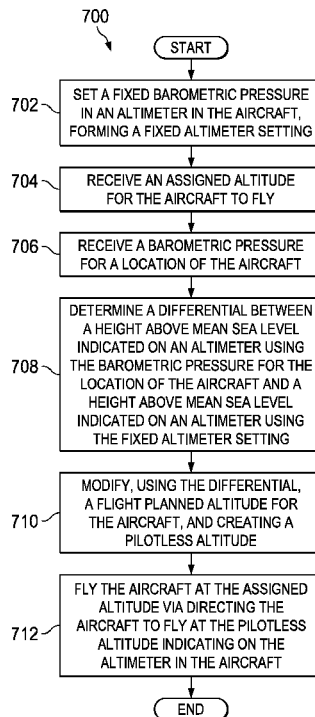 700
START
702
SET A FIXED BAROMETRIC PRESSURE
IN AN ALTIMETER IN THE AIRCRAFT,
FORMING A FIXED ALTIMETER SETTING
704
RECEIVE AN ASSIGNED ALTITUDE
FOR THE AIRCRAFT TO FLY
706
RECEIVE A BAROMETRIC PRESSURE
FOR A LOCATION OF THE AIRCRAFT
708
DETERMINE A DIFFERENTIAL BETWEEN
A HEIGHT ABOVE MEAN SEA LEVEL
INDICATED ON AN ALTIMETER USING
THE BAROMETRIC PRESSURE FOR THE
LOCATION OF THE AIRCRAFT AND A
HEIGHT ABOVE MEAN SEA LEVEL
INDICATED ON AN ALTIMETER USING
THE FIXED ALTIMETER SETTING
710
MODIFY, USING THE DIFFERENTIAL,
A FLIGHT PLANNED ALTITUDE FOR
THE AIRCRAFT, AND CREATING A
PILOTLESS ALTITUDE
712
FLY THE AIRCRAFT AT THE ASSIGNED
ALTITUDE VIA DIRECTING THE
AIRCRAFT TO FLY AT THE PILOTLESS
ALTITUDE INDICATING ON THE
ALTIMETER IN THE AIRCRAFT
END